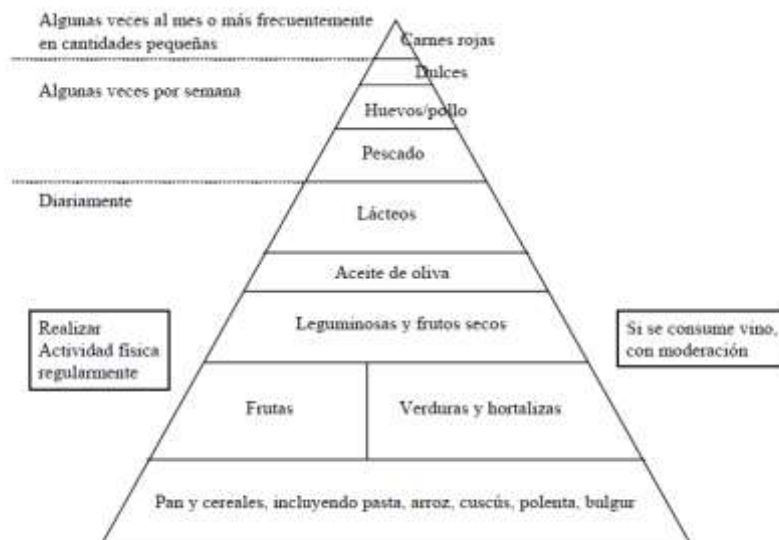 Algunas veces al mes o más frecuentemente
en cantidades pequeñas
Carnes rojas
Dulces
Algunas veces por semana
Huevos/pollo
Pescado
Diariamente
Lácteos
Aceite de oliva
Leguminosas y frutos secos
Realizar
Actividad física
regularmente
Si se consume vino,
con moderación
Frutas
Verduras y hortalizas
Pan y cereales, incluyendo pasta, arroz, cuscús, polenta, bulgur